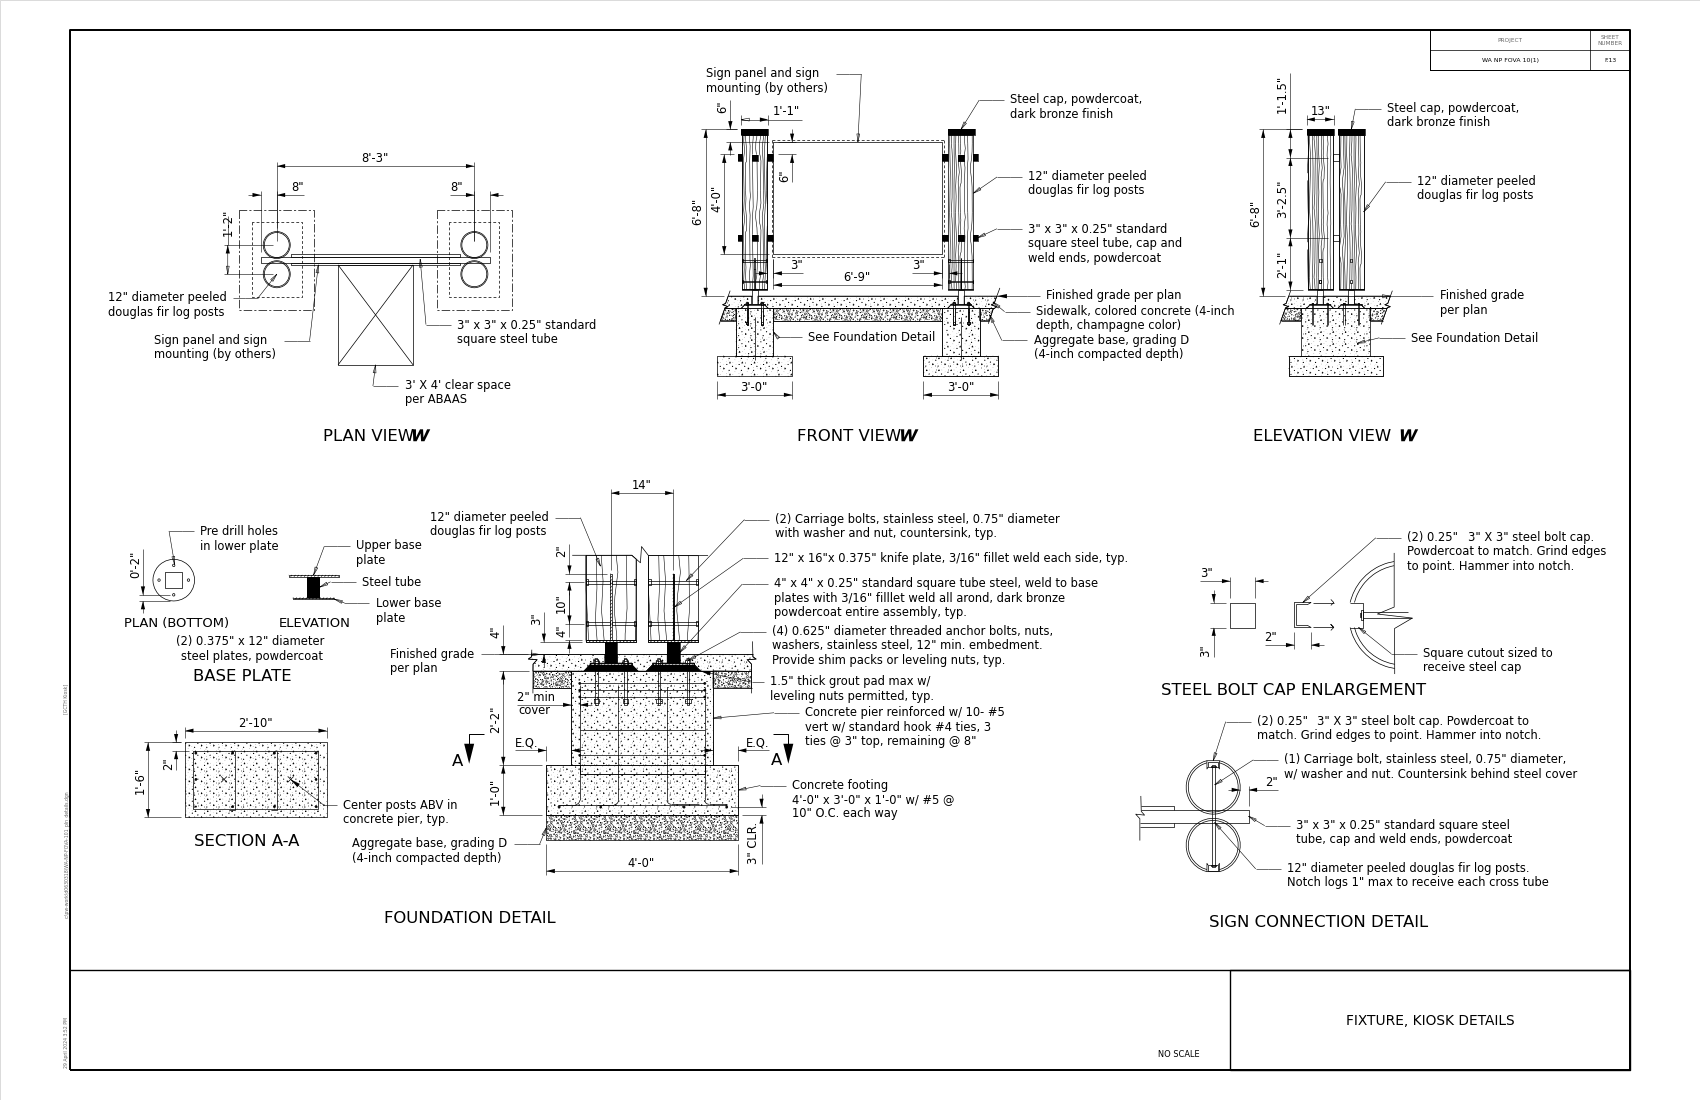 PROJECT
SHEET NUMBER
WA NP FOVA 10(1)
F.13
8'-3"
8"
8"
1'-2"
12" diameter peeled
douglas fir log posts
Sign panel and sign
mounting (by others)
3" x 3" x 0.25" standard
square steel tube
3' X 4' clear space
per ABAAS
PLAN VIEWW
Sign panel and sign
mounting (by others)
6"
1'-1"
Steel cap, powdercoat,
dark bronze finish
6"
4'-0"
6'-8"
12" diameter peeled
douglas fir log posts
3" x 3" x 0.25" standard
square steel tube, cap and
weld ends, powdercoat
3"
3"
6'-9"
Finished grade per plan
Sidewalk, colored concrete (4-inch
depth, champagne color)
Aggregate base, grading D
(4-inch compacted depth)
See Foundation Detail
3'-0"
3'-0"
FRONT VIEWW
1'-1.5"
13"
Steel cap, powdercoat,
dark bronze finish
12" diameter peeled
douglas fir log posts
6'-8"
3'-2.5"
2'-1"
Finished grade
per plan
See Foundation Detail
ELEVATION VIEW W
Pre drill holes
in lower plate
0'-2"
Upper base
plate
Steel tube
Lower base
plate
PLAN (BOTTOM)
ELEVATION
(2) 0.375" x 12" diameter
steel plates, powdercoat
BASE PLATE
2'-10"
1'-6"
2"
Center posts ABV in
concrete pier, typ.
SECTION A-A
14"
12" diameter peeled
douglas fir log posts
2"
10"
4"
3"
4"
(2) Carriage bolts, stainless steel, 0.75" diameter
with washer and nut, countersink, typ.
12" x 16"x 0.375" knife plate, 3/16" fillet weld each side, typ.
4" x 4" x 0.25" standard square tube steel, weld to base
plates with 3/16" filllet weld all arond, dark bronze
powdercoat entire assembly, typ.
(4) 0.625" diameter threaded anchor bolts, nuts,
washers, stainless steel, 12" min. embedment.
Provide shim packs or leveling nuts, typ.
Finished grade
per plan
1.5" thick grout pad max w/
leveling nuts permitted, typ.
2" min
cover
2'-2"
Concrete pier reinforced w/ 10- #5
vert w/ standard hook #4 ties, 3
ties @ 3" top, remaining @ 8"
E.Q.
E.Q.
A
A
1'-0"
Concrete footing
4'-0" x 3'-0" x 1'-0" w/ #5 @
10" O.C. each way
Aggregate base, grading D
(4-inch compacted depth)
3" CLR.
4'-0"
FOUNDATION DETAIL
(2) 0.25" 3" X 3" steel bolt cap.
Powdercoat to match. Grind edges
to point. Hammer into notch.
3"
3"
2"
Square cutout sized to
receive steel cap
STEEL BOLT CAP ENLARGEMENT
(2) 0.25" 3" X 3" steel bolt cap. Powdercoat to
match. Grind edges to point. Hammer into notch.
(1) Carriage bolt, stainless steel, 0.75" diameter,
w/ washer and nut. Countersink behind steel cover
2"
3" x 3" x 0.25" standard square steel
tube, cap and weld ends, powdercoat
12" diameter peeled douglas fir log posts.
Notch logs 1" max to receive each cross tube
SIGN CONNECTION DETAIL
NO SCALE
FIXTURE, KIOSK DETAILS
29 April 2024 3:52 PM